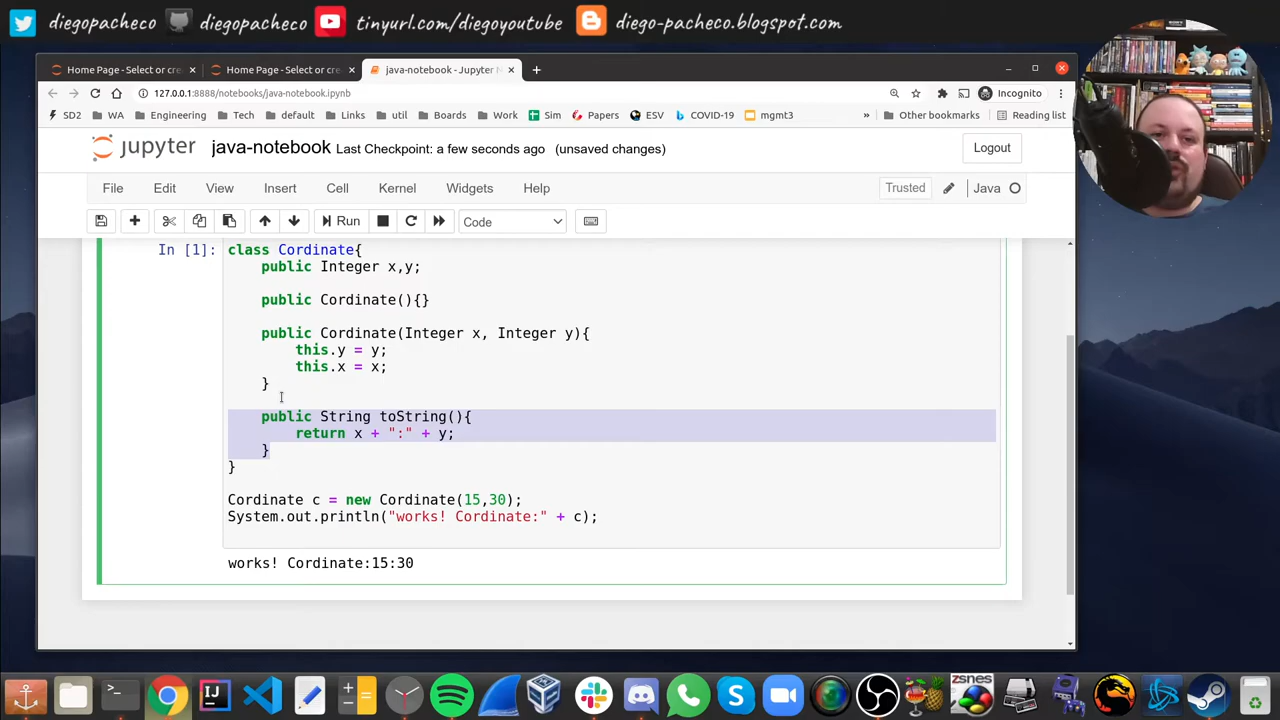 diegopacheco diegopacheco tinyurl.com/diegoyoutube diego-pacheco.blogspot.com
Home Page - Select or cre Home Page - Select or cre java-notebook - Jupyter N
127.0.0.1:8888/notebooks/java-notebook.ipynb Incognito
SD2 WA Engineering Tech default Links util Boards Work Sim Papers ESV COVID-19 mgmt3 » Other bookmarks Reading list
jupyter java-notebook Last Checkpoint: a few seconds ago (unsaved changes) Logout
File Edit View Insert Cell Kernel Widgets Help Trusted Java
Run Code
In [1]: class Cordinate{
public Integer x,y;
public Cordinate(){}
public Cordinate(Integer x, Integer y){
this.y = y;
this.x = x;
}
public String toString(){
return x + ":" + y;
}
}
Cordinate c = new Cordinate(15,30);
System.out.println("works! Cordinate:" + c);
works! Cordinate:15:30
zsnes